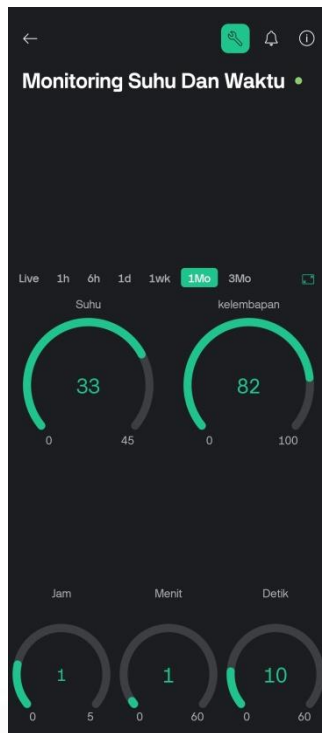 Monitoring Suhu Dan Waktu
Live 1h 6h 1d 1wk 1Mo 3Mo
Suhu kelembapan
33 82
0 45 0 100
Jam Menit Detik
1 1 10
0 5 0 60 0 60